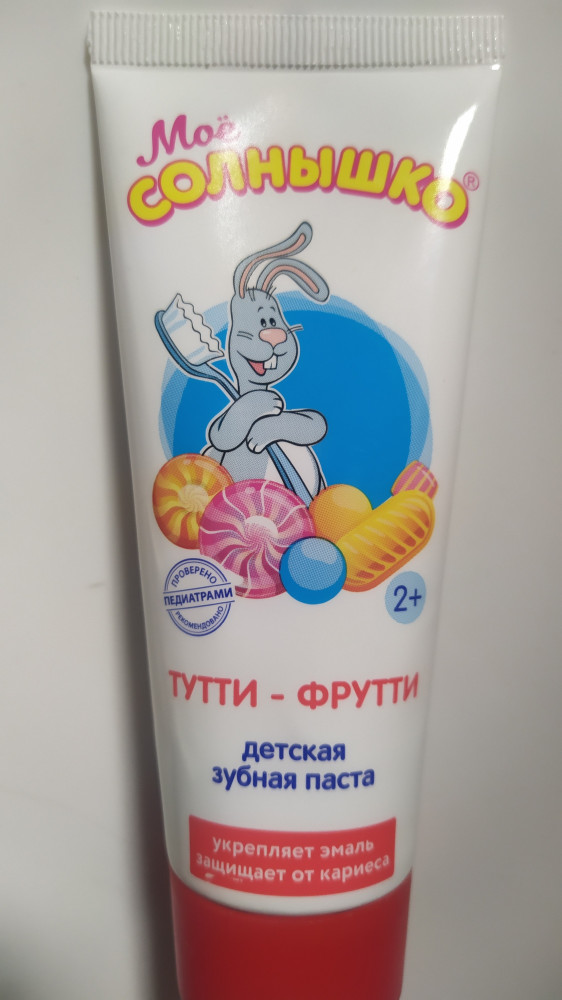 Моё
СОЛНЫШКО®
ПРОВЕРЕНО
ПЕДИАТРАМИ
РЕКОМЕНДОВАНО
2+
ТУТТИ - ФРУТТИ
детская
зубная паста
укрепляет эмаль
защищает от кариеса